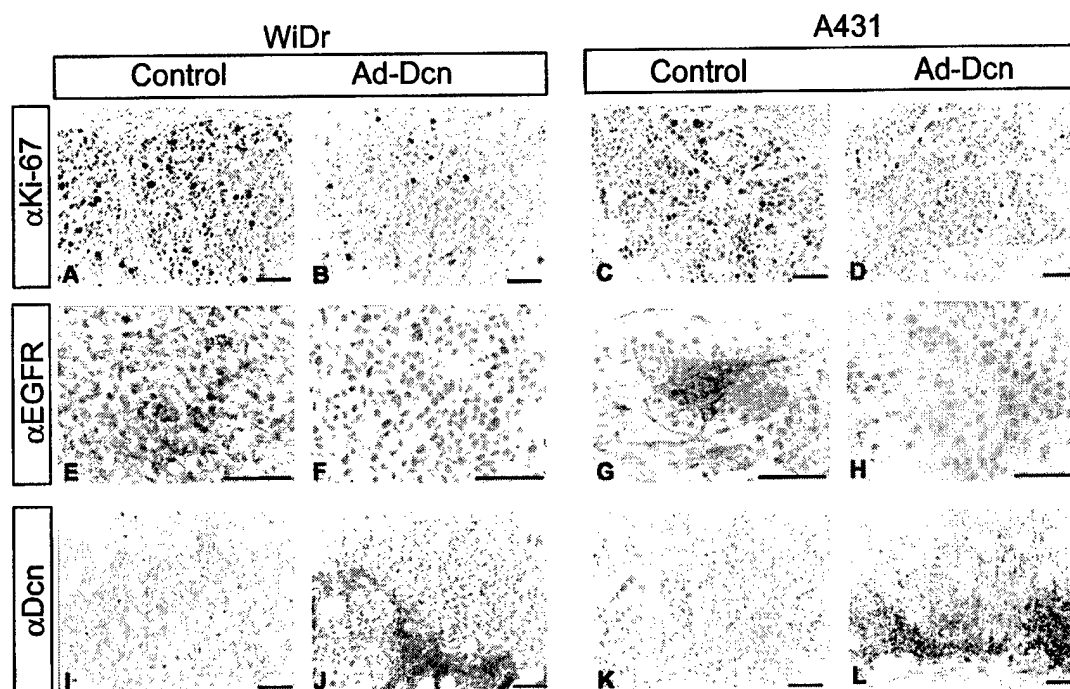 WiDr
A431
Control Ad-Dcn Control Ad-Dcn
αKi-67
A B C D
αEGFR
E F G H
αDcn
I J K L